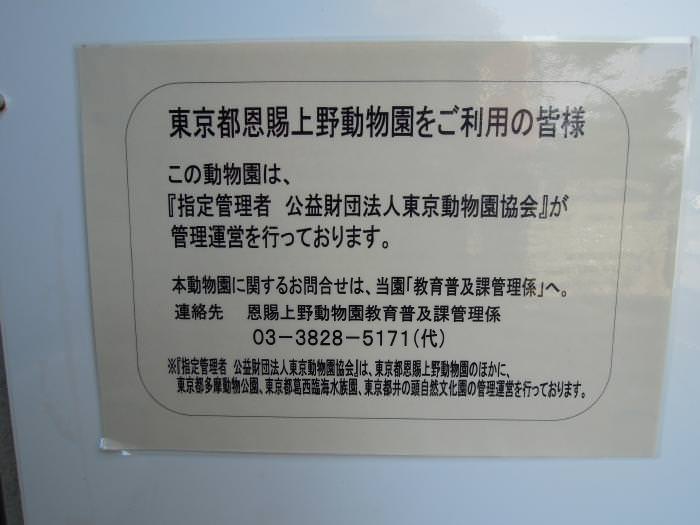 東京都恩賜上野動物園をご利用の皆様
この動物園は、
『指定管理者 公益財団法人東京動物園協会』が
管理運営を行っております。
本動物園に関するお問合せは、当園「教育普及課管理係」へ。
連絡先 恩賜上野動物園教育普及課管理係
03－3828－5171(代)
※『指定管理者 公益財団法人東京動物園協会』は、東京都恩賜上野動物園のほかに、
東京都多摩動物公園、東京都葛西臨海水族園、東京都井の頭自然文化園の管理運営を行っております。